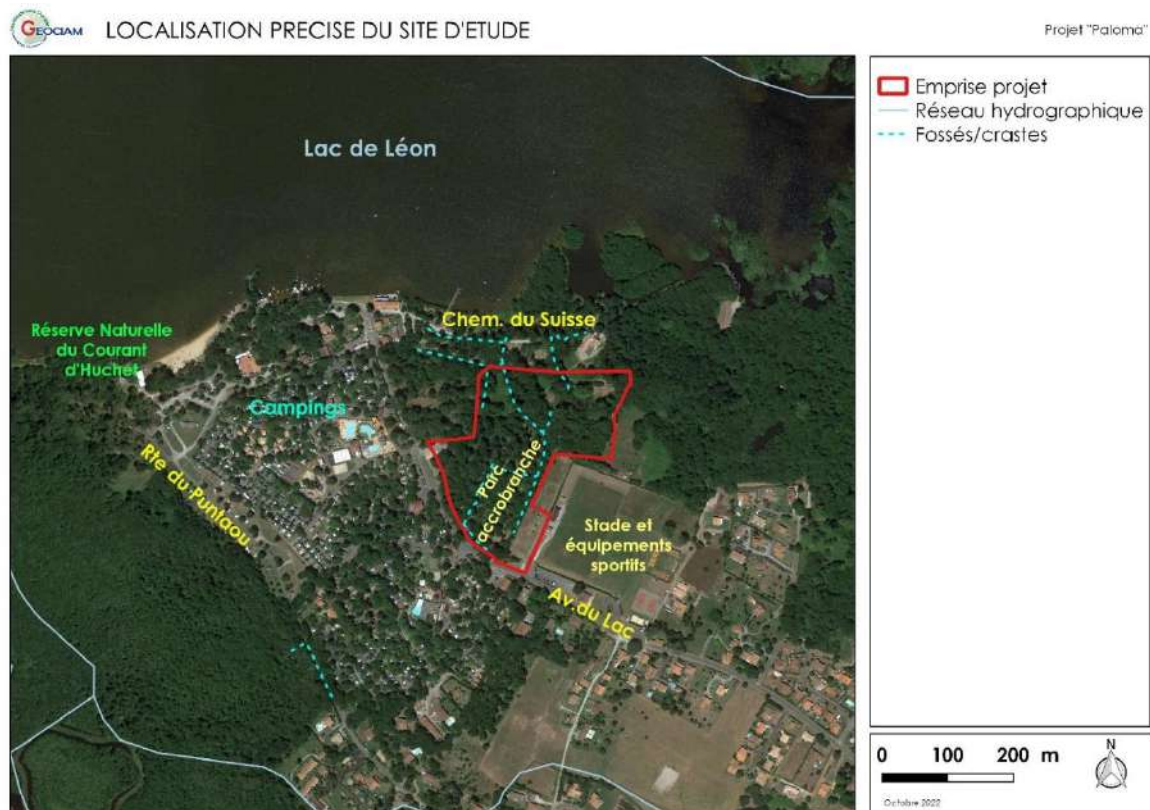 GEOCIAM
LOCALISATION PRECISE DU SITE D'ETUDE
Projet "Paloma"
Emprise projet
Réseau hydrographique
Fossés/crastes
Lac de Léon
Chem. du Suisse
Réserve Naturelle
du Courant
d'Huchet
Campings
Rte du Puntaou
Parc
accrobranche
Stade et
équipements
sportifs
Av.du Lac
0 100 200 m
N
Octobre 2022